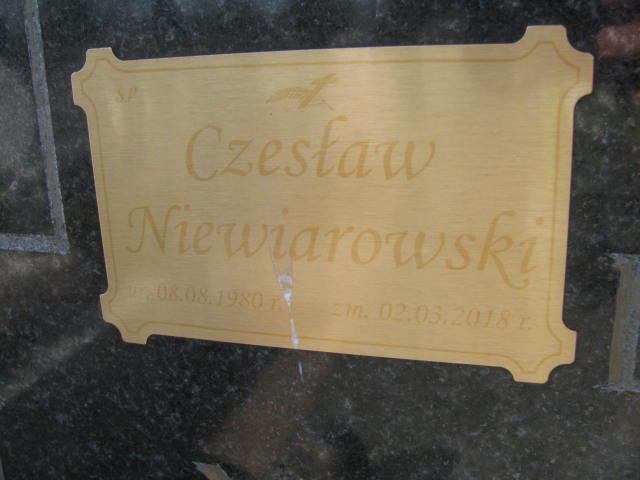 Ś.P.
Czesław
Niewiarowski
ur. 08.08.1980 r. zm. 02.03.2018 r.